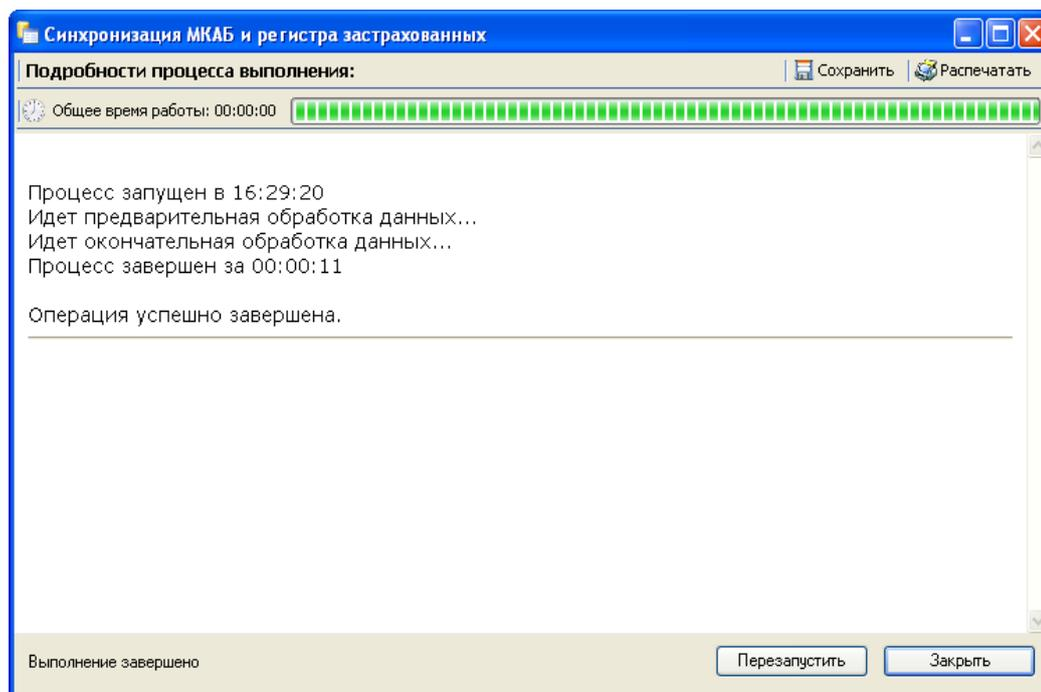 Синхронизация МКАБ и регистра застрахованных
Подробности процесса выполнения: Сохранить Распечатать
Общее время работы: 00:00:00
Процесс запущен в 16:29:20
Идет предварительная обработка данных...
Идет окончательная обработка данных...
Процесс завершен за 00:00:11
Операция успешно завершена.
Выполнение завершено Перезапустить Закрыть